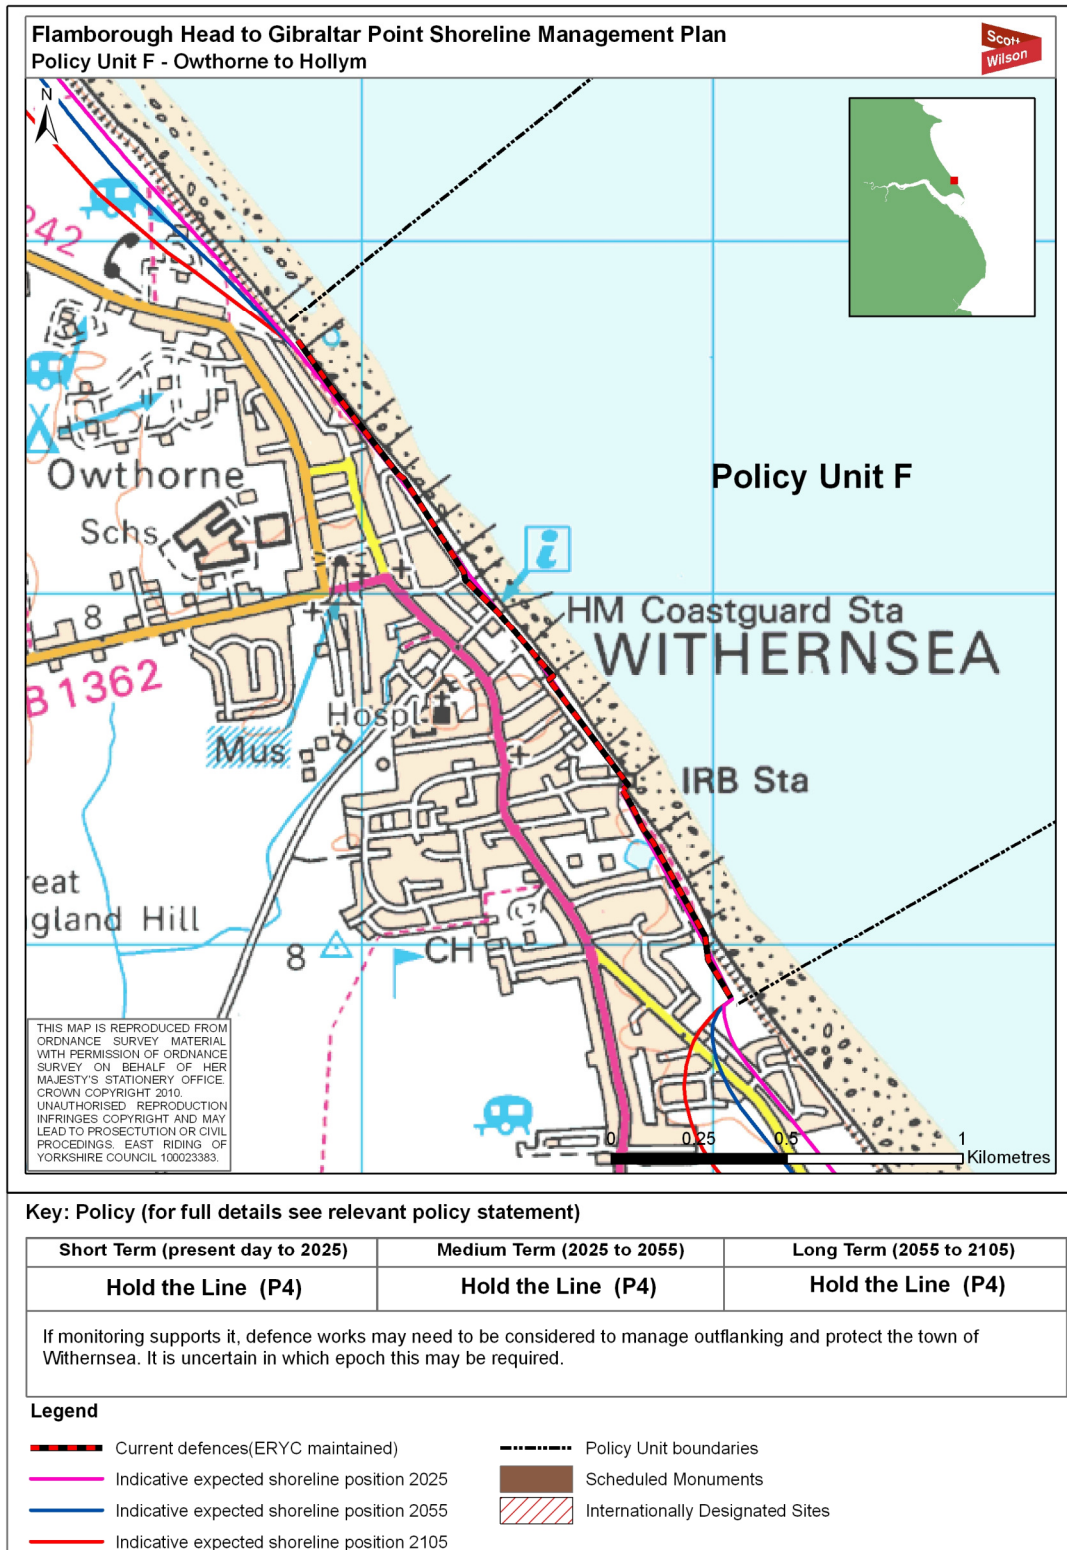 Flamborough Head to Gibraltar Point Shoreline Management Plan
Policy Unit F - Owthorne to Hollym
Scott
Wilson
N
242
Owthorne
Schs
Policy Unit F
i
8
HM Coastguard Sta
WITHERNSEA
B 1362
Hospl
Mus
IRB Sta
reat
gland Hill
8
CH
THIS MAP IS REPRODUCED FROM
ORDNANCE SURVEY MATERIAL
WITH PERMISSION OF ORDNANCE
SURVEY ON BEHALF OF HER
MAJESTY'S STATIONERY OFFICE.
CROWN COPYRIGHT 2010.
UNAUTHORISED REPRODUCTION
INFRINGES COPYRIGHT AND MAY
LEAD TO PROSECTUTION OR CIVIL
PROCEDINGS. EAST RIDING OF
YORKSHIRE COUNCIL 100023383.
0 0.25 0.5 1
Kilometres
Key: Policy (for full details see relevant policy statement)
Short Term (present day to 2025) Medium Term (2025 to 2055) Long Term (2055 to 2105)
Hold the Line (P4) Hold the Line (P4) Hold the Line (P4)
If monitoring supports it, defence works may need to be considered to manage outflanking and protect the town of
Withernsea. It is uncertain in which epoch this may be required.
Legend
Current defences(ERYC maintained)
Indicative expected shoreline position 2025
Indicative expected shoreline position 2055
Indicative expected shoreline position 2105
Policy Unit boundaries
Scheduled Monuments
Internationally Designated Sites